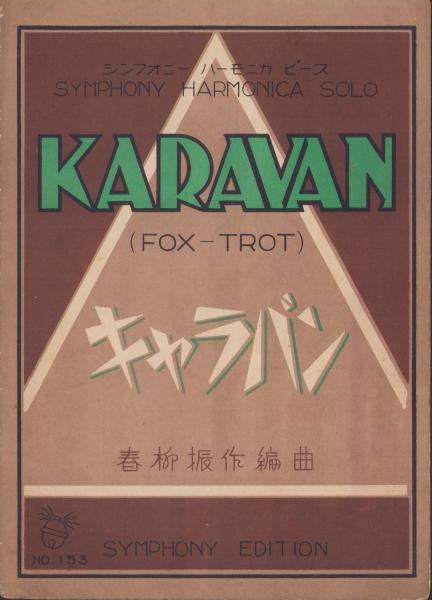 シンフォニー ハーモニカ ピース
SYMPHONY HARMONICA SOLO
KARAVAN
(FOX-TROT)
キャラバン
春柳振作編曲
NO. 153
SYMPHONY EDITION